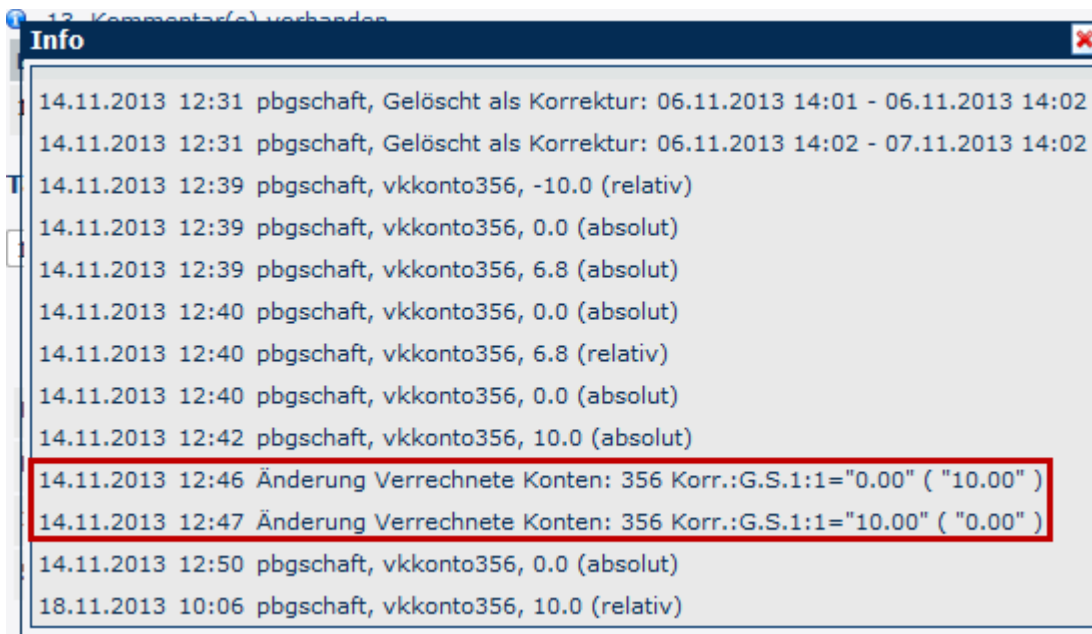 13 Kommentar(e) vorhanden
Info
14.11.2013 12:31 pbgschaft, Gelöscht als Korrektur: 06.11.2013 14:01 - 06.11.2013 14:02
14.11.2013 12:31 pbgschaft, Gelöscht als Korrektur: 06.11.2013 14:02 - 07.11.2013 14:02
14.11.2013 12:39 pbgschaft, vkkonto356, -10.0 (relativ)
14.11.2013 12:39 pbgschaft, vkkonto356, 0.0 (absolut)
14.11.2013 12:39 pbgschaft, vkkonto356, 6.8 (absolut)
14.11.2013 12:40 pbgschaft, vkkonto356, 0.0 (absolut)
14.11.2013 12:40 pbgschaft, vkkonto356, 6.8 (relativ)
14.11.2013 12:40 pbgschaft, vkkonto356, 0.0 (absolut)
14.11.2013 12:42 pbgschaft, vkkonto356, 10.0 (absolut)
14.11.2013 12:46 Änderung Verrechnete Konten: 356 Korr.:G.S.1:1="0.00" ( "10.00" )
14.11.2013 12:47 Änderung Verrechnete Konten: 356 Korr.:G.S.1:1="10.00" ( "0.00" )
14.11.2013 12:50 pbgschaft, vkkonto356, 0.0 (absolut)
18.11.2013 10:06 pbgschaft, vkkonto356, 10.0 (relativ)